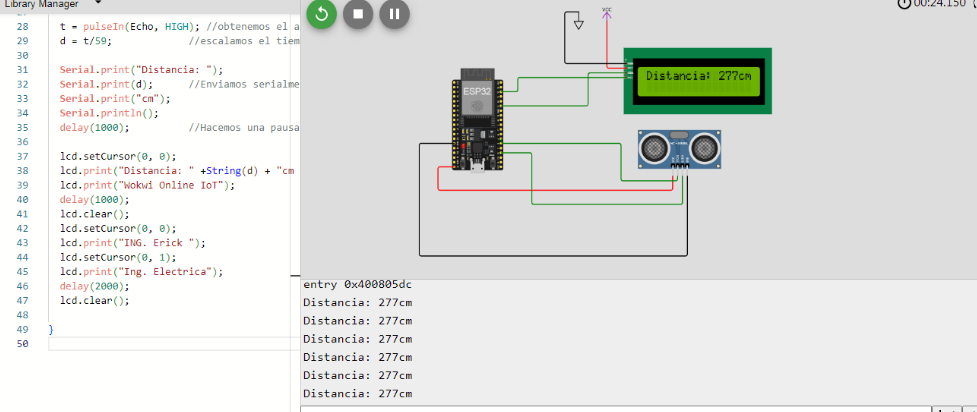 Library Manager
28 t = pulseIn(Echo, HIGH); //obtenemos el a
29 d = t/59; //escalamos el tiem
30
31 Serial.print("Distancia: ");
32 Serial.print(d); //Enviamos serialme
33 Serial.print("cm");
34 Serial.println();
35 delay(1000); //Hacemos una pausa
36
37 lcd.setCursor(0, 0);
38 lcd.print("Distancia: " +String(d) + "cm
39 lcd.print("Wokwi Online IoT");
40 delay(1000);
41 lcd.clear();
42 lcd.setCursor(0, 0);
43 lcd.print("ING. Erick ");
44 lcd.setCursor(0, 1);
45 lcd.print("Ing. Electrica");
46 delay(2000);
47 lcd.clear();
48
49 }
50
00:24.150
VCC
ESP32
Distancia: 277cm
entry 0x400805dc
Distancia: 277cm
Distancia: 277cm
Distancia: 277cm
Distancia: 277cm
Distancia: 277cm
Distancia: 277cm